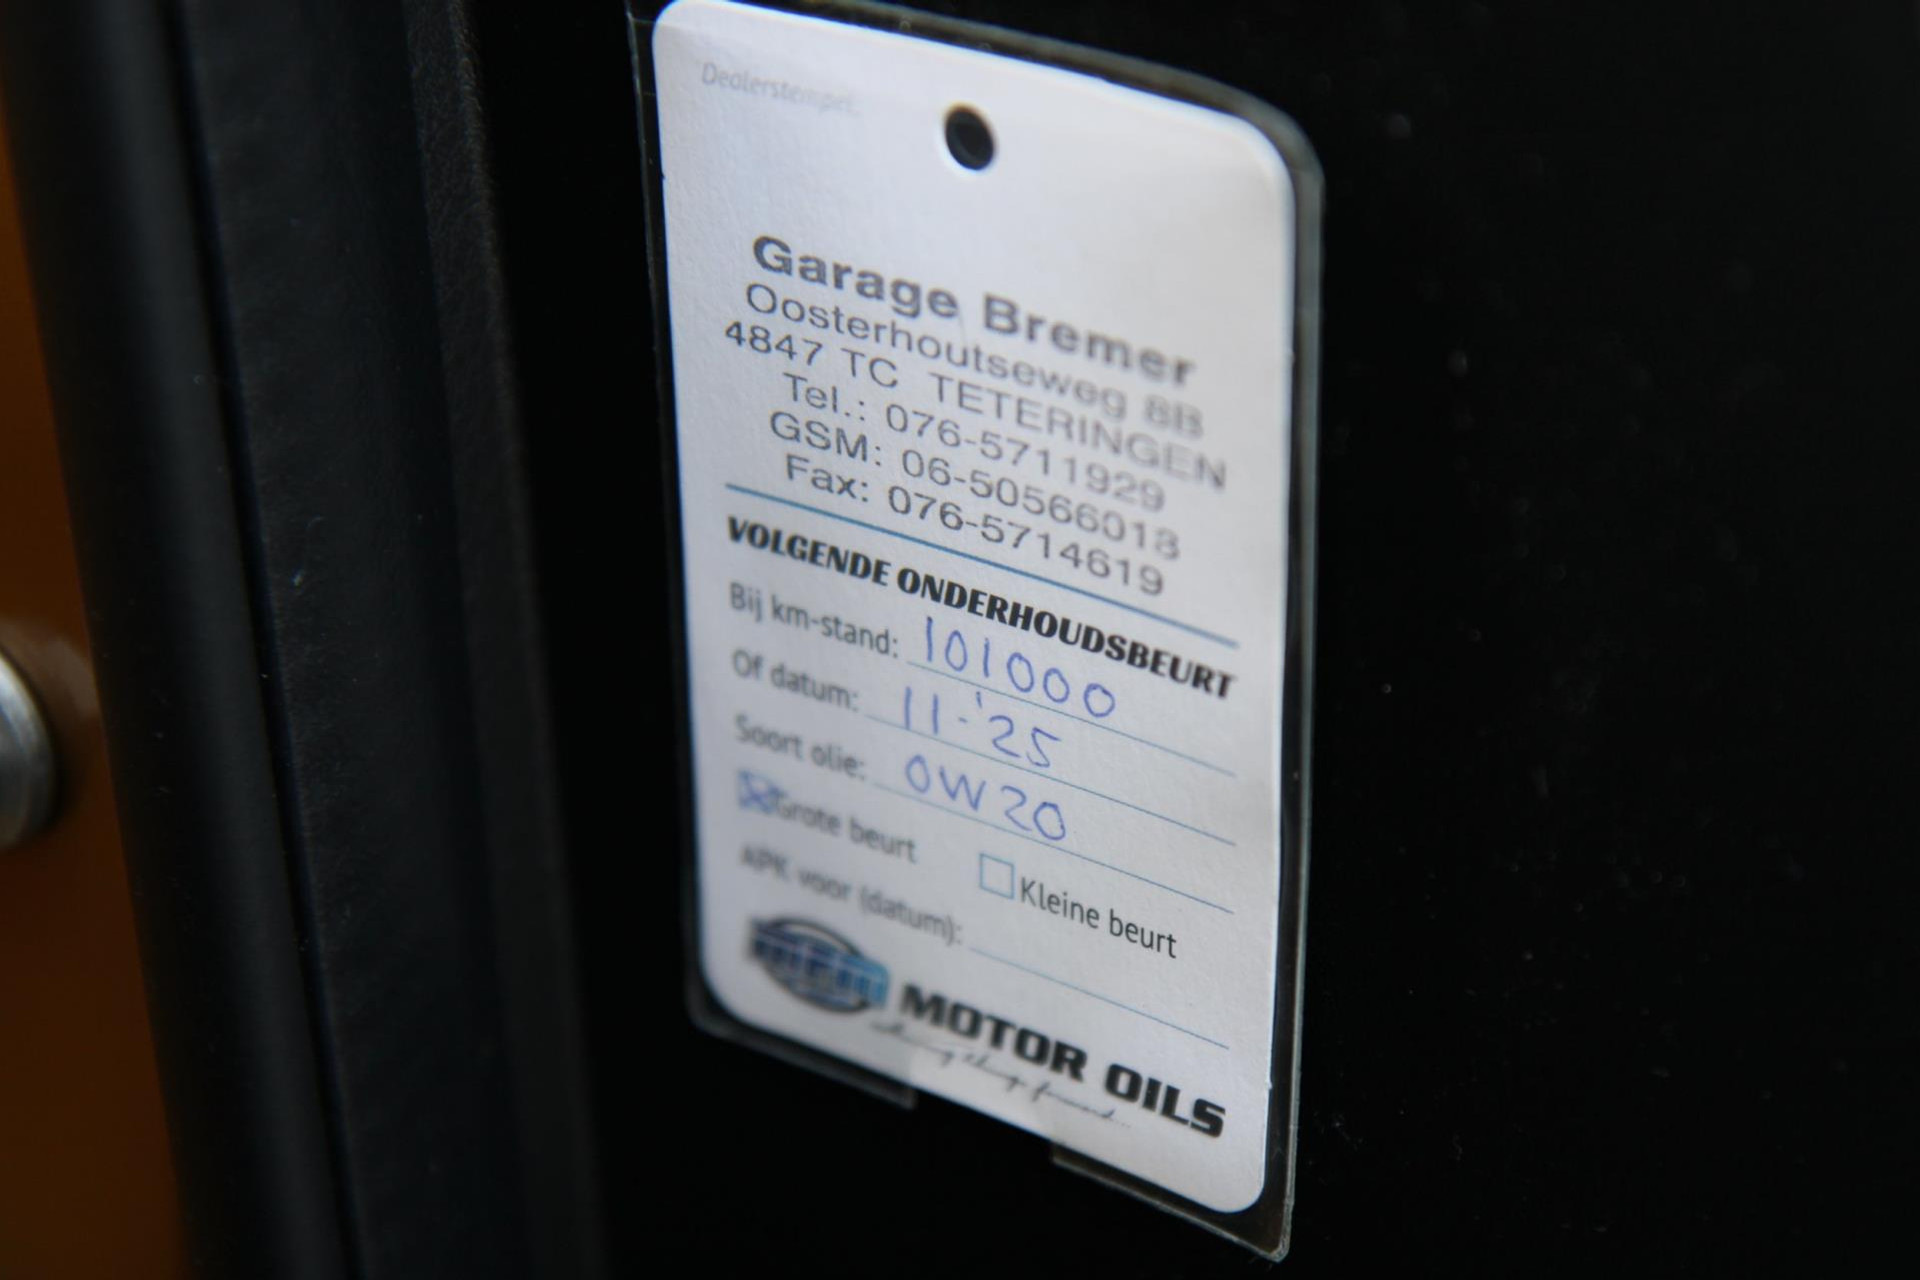 Dealerstempel:
Garage Bremer
Oosterhoutseweg 8B
4847 TC TETERINGEN
Tel.: 076-5711929
GSM: 06-50566018
Fax: 076-5714619
VOLGENDE ONDERHOUDSBEURT
Bij km-stand: 101000
Of datum: 11-'25
Soort olie: 0W20
Grote beurt Kleine beurt
APK voor (datum):
MOTOR OILS